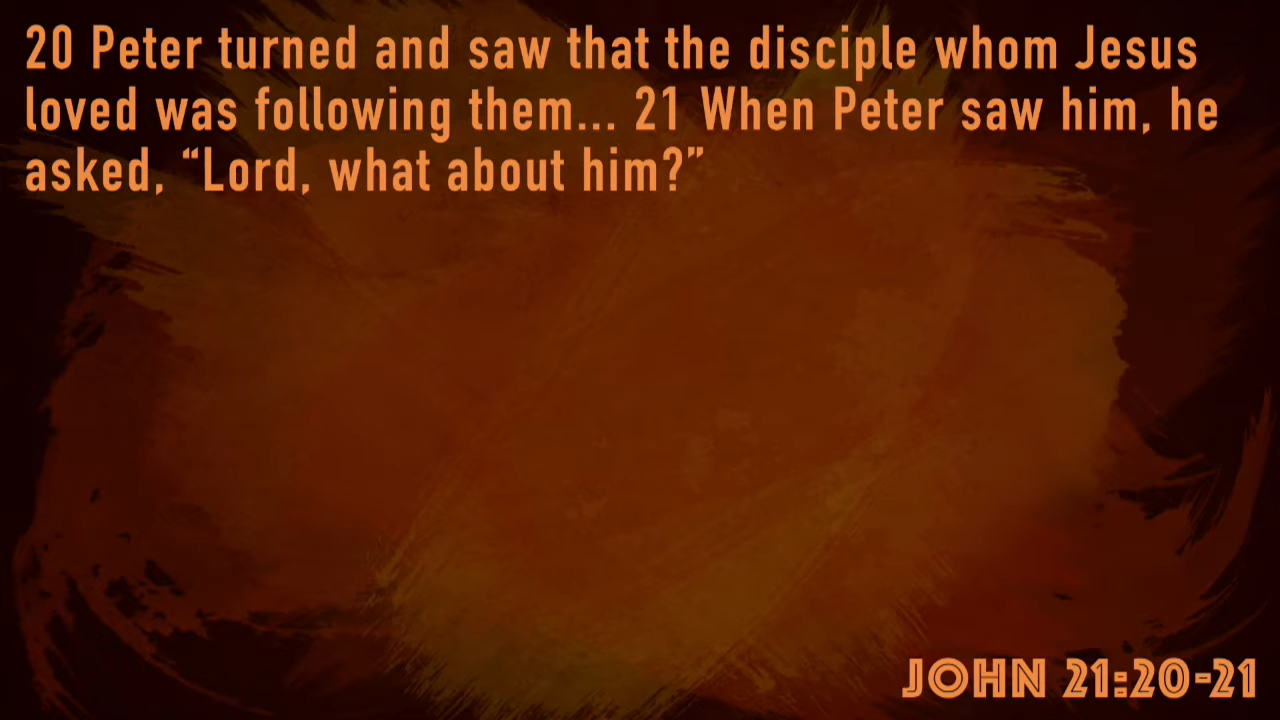 20 Peter turned and saw that the disciple whom Jesus
loved was following them... 21 When Peter saw him, he
asked, “Lord, what about him?”
JOHN 21:20-21